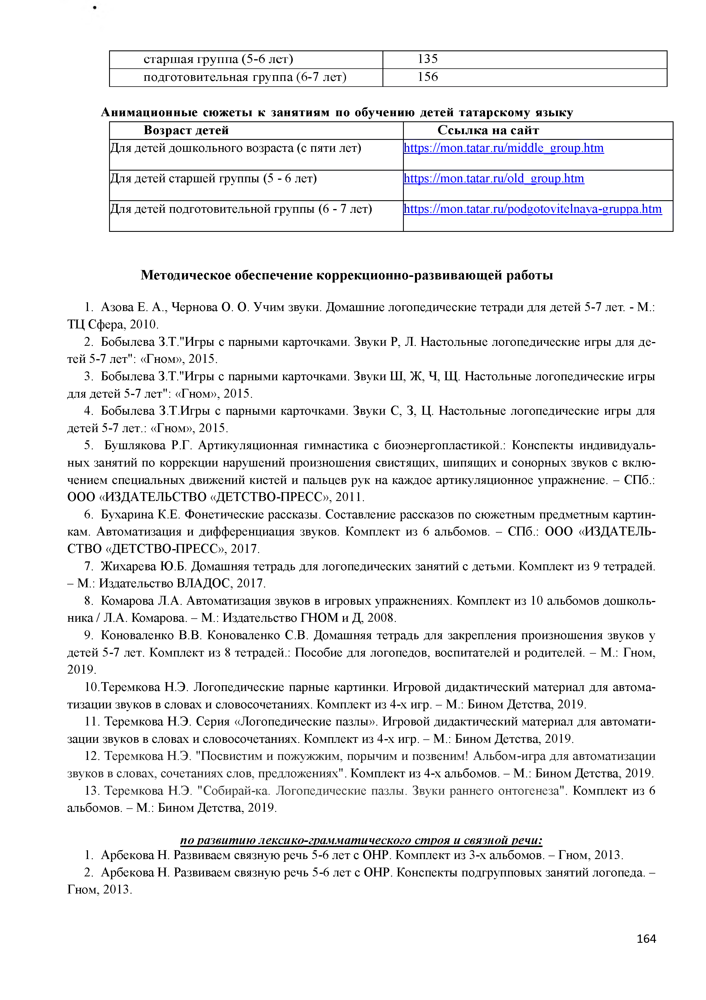 старшая группа (5-6 лет) 135
подготовительная группа (6-7 лет) 156
Анимационные сюжеты к занятиям по обучению детей татарскому языку
Возраст детей Ссылка на сайт
Для детей дошкольного возраста (с пяти лет) https://mon.tatar.ru/middle_group.htm
Для детей старшей группы (5 - 6 лет) https://mon.tatar.ru/old_group.htm
Для детей подготовительной группы (6 - 7 лет) https://mon.tatar.ru/podgotovitelnaya-gruppa.htm
Методическое обеспечение коррекционно-развивающей работы
1. Азова Е. А., Чернова О. О. Учим звуки. Домашние логопедические тетради для детей 5-7 лет. - М.:
ТЦ Сфера, 2010.
2. Бобылева З.Т."Игры с парными карточками. Звуки Р, Л. Настольные логопедические игры для де-
тей 5-7 лет": «Гном», 2015.
3. Бобылева З.Т."Игры с парными карточками. Звуки Ш, Ж, Ч, Щ. Настольные логопедические игры
для детей 5-7 лет": «Гном», 2015.
4. Бобылева З.Т.Игры с парными карточками. Звуки С, З, Ц. Настольные логопедические игры для
детей 5-7 лет.: «Гном», 2015.
5. Бушлякова Р.Г. Артикуляционная гимнастика с биоэнергопластикой.: Конспекты индивидуаль-
ных занятий по коррекции нарушений произношения свистящих, шипящих и сонорных звуков с вклю-
чением специальных движений кистей и пальцев рук на каждое артикуляционное упражнение. – СПб.:
ООО «ИЗДАТЕЛЬСТВО «ДЕТСТВО-ПРЕСС», 2011.
6. Бухарина К.Е. Фонетические рассказы. Составление рассказов по сюжетным предметным картин-
кам. Автоматизация и дифференциация звуков. Комплект из 6 альбомов. – СПб.: ООО «ИЗДАТЕЛЬ-
СТВО «ДЕТСТВО-ПРЕСС», 2017.
7. Жихарева Ю.Б. Домашняя тетрадь для логопедических занятий с детьми. Комплект из 9 тетрадей.
– М.: Издательство ВЛАДОС, 2017.
8. Комарова Л.А. Автоматизация звуков в игровых упражнениях. Комплект из 10 альбомов дошколь-
ника / Л.А. Комарова. – М.: Издательство ГНОМ и Д, 2008.
9. Коноваленко В.В. Коноваленко С.В. Домашняя тетрадь для закрепления произношения звуков у
детей 5-7 лет. Комплект из 8 тетрадей.: Пособие для логопедов, воспитателей и родителей. – М.: Гном,
2019.
10.Теремкова Н.Э. Логопедические парные картинки. Игровой дидактический материал для автома-
тизации звуков в словах и словосочетаниях. Комплект из 4-х игр. – М.: Бином Детства, 2019.
11. Теремкова Н.Э. Серия «Логопедические пазлы». Игровой дидактический материал для автомати-
зации звуков в словах и словосочетаниях. Комплект из 4-х игр. – М.: Бином Детства, 2019.
12. Теремкова Н.Э. "Посвистим и пожужжим, порычим и позвеним! Альбом-игра для автоматизации
звуков в словах, сочетаниях слов, предложениях". Комплект из 4-х альбомов. – М.: Бином Детства, 2019.
13. Теремкова Н.Э. "Собирай-ка. Логопедические пазлы. Звуки раннего онтогенеза". Комплект из 6
альбомов. – М.: Бином Детства, 2019.
по развитию лексико-грамматического строя и связной речи:
1. Арбекова Н. Развиваем связную речь 5-6 лет с ОНР. Комплект из 3-х альбомов. – Гном, 2013.
2. Арбекова Н. Развиваем связную речь 5-6 лет с ОНР. Конспекты подгрупповых занятий логопеда. –
Гном, 2013.
164